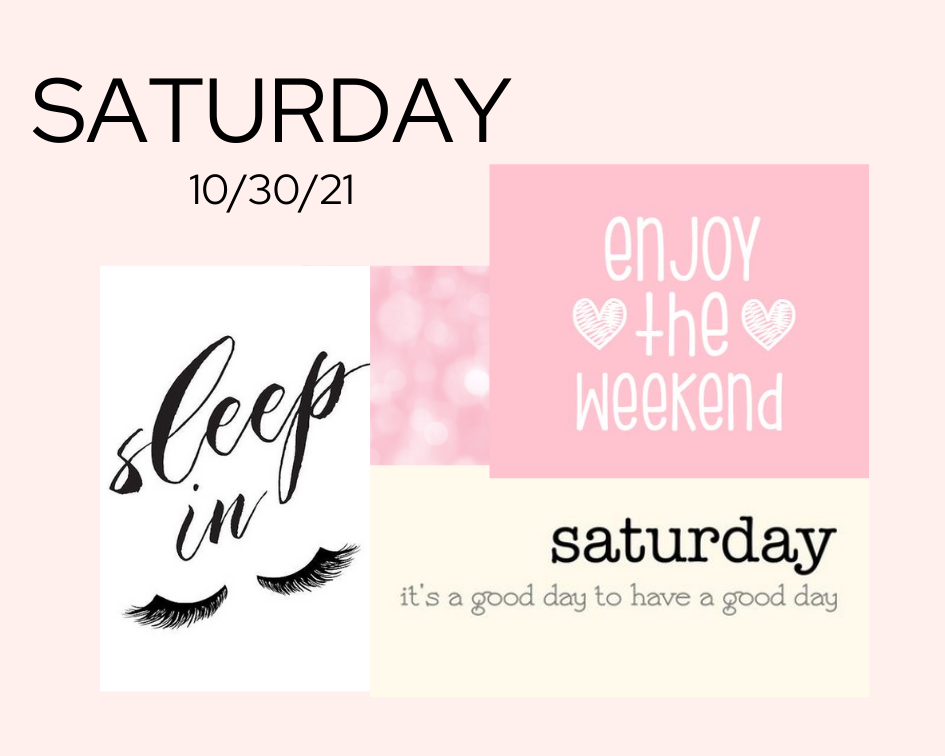 SATURDAY
10/30/21
enjoy
the
weekend
sleep
in
saturday
it's a good day to have a good day